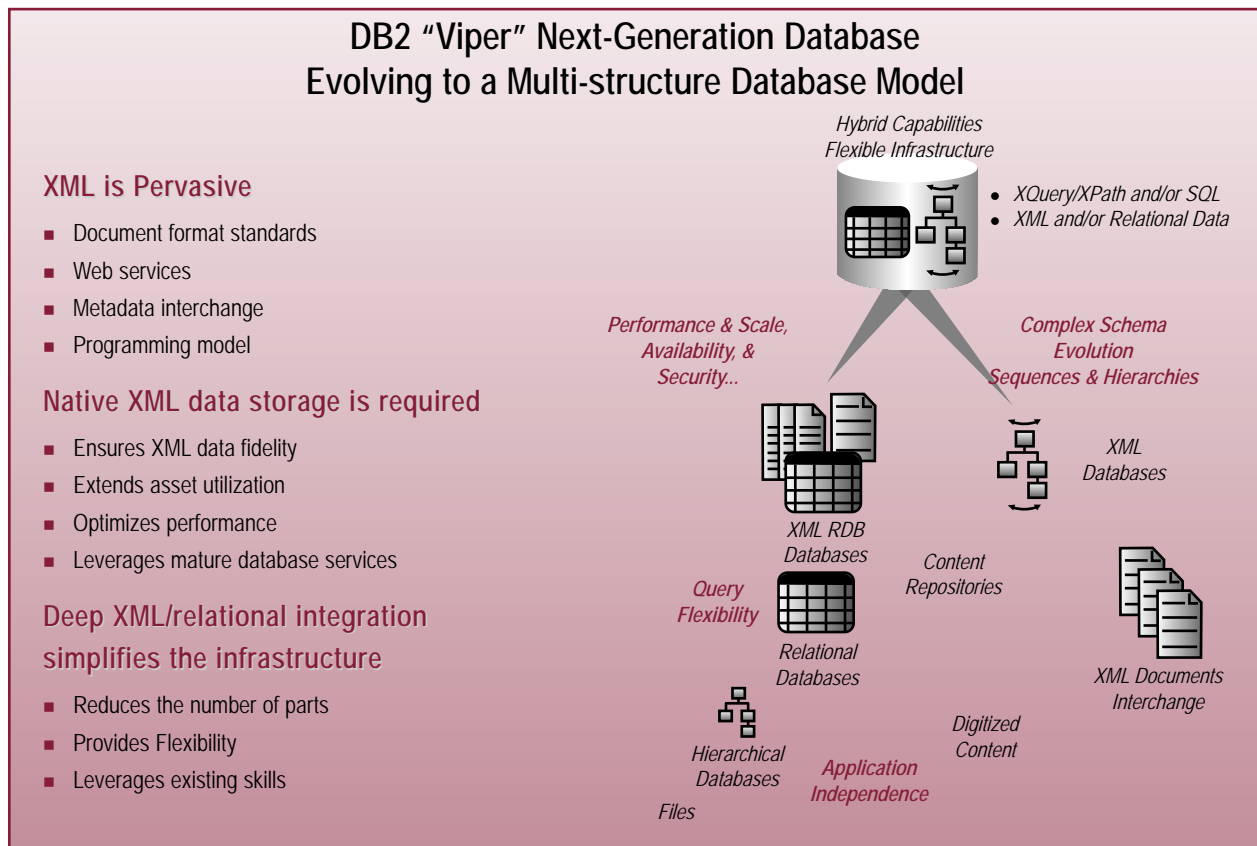 DB2 “Viper” Next-Generation Database
Evolving to a Multi-structure Database Model
XML is Pervasive
■ Document format standards
■ Web services
■ Metadata interchange
■ Programming model
Native XML data storage is required
■ Ensures XML data fidelity
■ Extends asset utilization
■ Optimizes performance
■ Leverages mature database services
Deep XML/relational integration
simplifies the infrastructure
■ Reduces the number of parts
■ Provides Flexibility
■ Leverages existing skills
Hybrid Capabilities
Flexible Infrastructure
● XQuery/XPath and/or SQL
● XML and/or Relational Data
Performance & Scale,
Availability, &
Security...
Complex Schema
Evolution
Sequences & Hierarchies
XML
Databases
XML RDB
Databases
Content
Repositories
Query
Flexibility
Relational
Databases
XML Documents
Interchange
Digitized
Content
Hierarchical
Databases
Application
Independence
Files